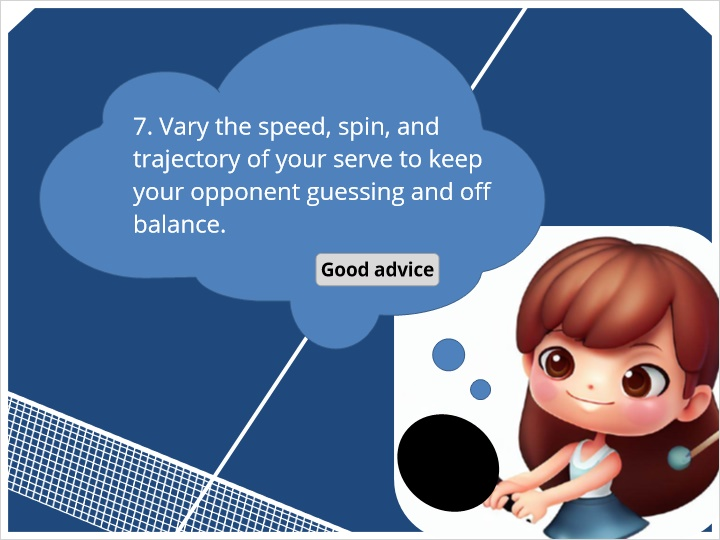 7. Vary the speed, spin, and
trajectory of your serve to keep
your opponent guessing and off
balance.
Good advice